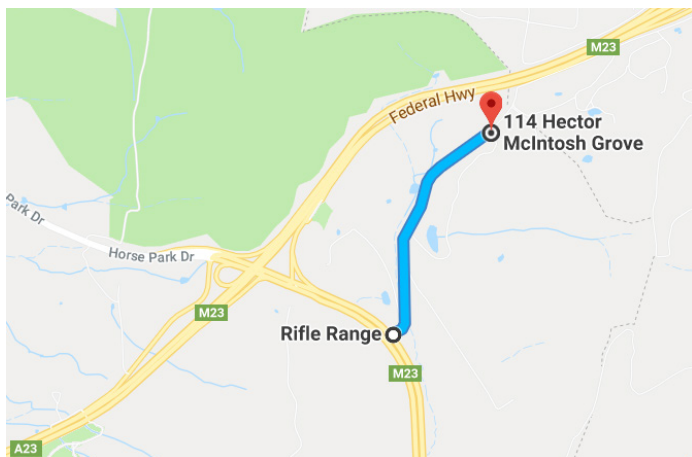 M23
Federal Hwy
114 Hector
McIntosh Grove
Park Dr
Horse Park Dr
M23
Rifle Range
M23
A23